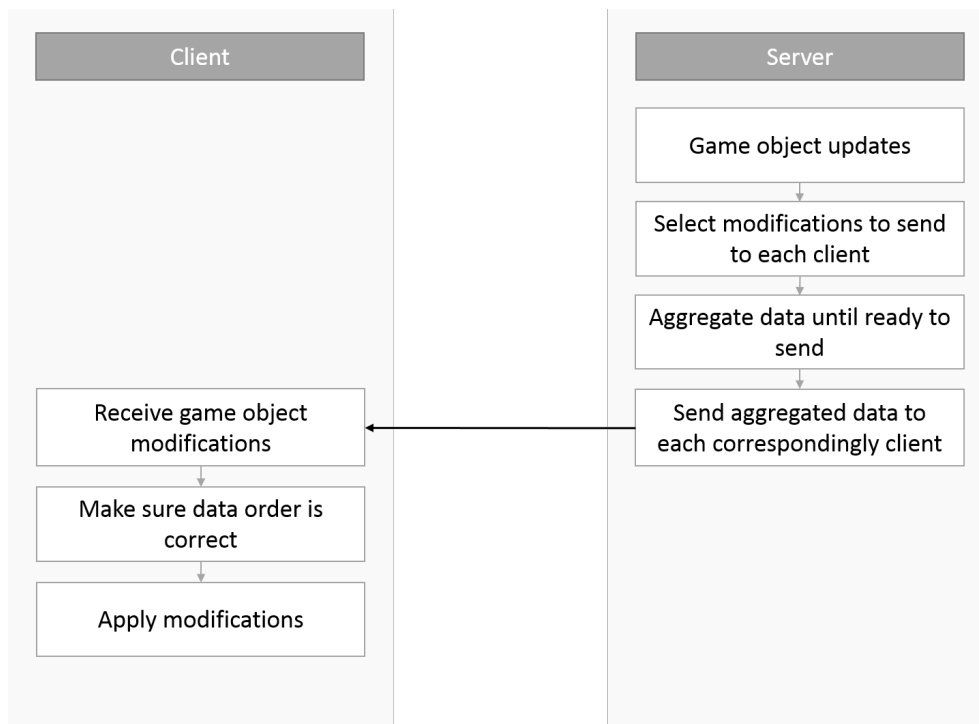 Client
Server
Game object updates
Select modifications to send
to each client
Aggregate data until ready to
send
Send aggregated data to
each correspondingly client
Receive game object
modifications
Make sure data order is
correct
Apply modifications